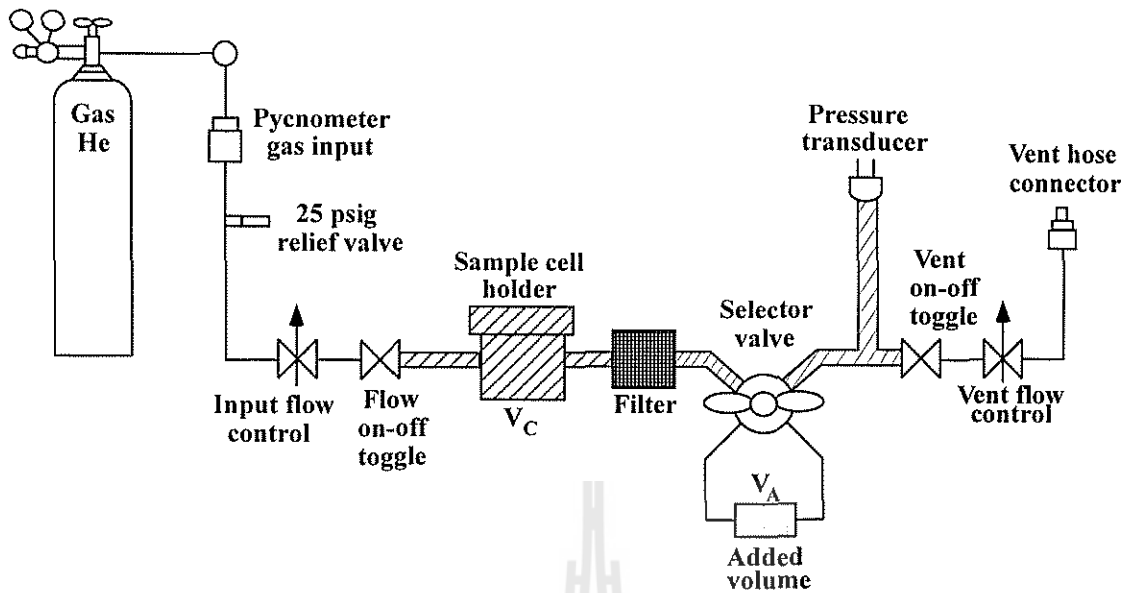 Gas
He
Pycnometer
gas input
25 psig
relief valve
Sample cell
holder
Pressure
transducer
Vent hose
connector
Selector
valve
Vent
on-off
toggle
Input flow
control
Flow
on-off
toggle
V_C
Filter
Vent flow
control
V_A
Added
volume